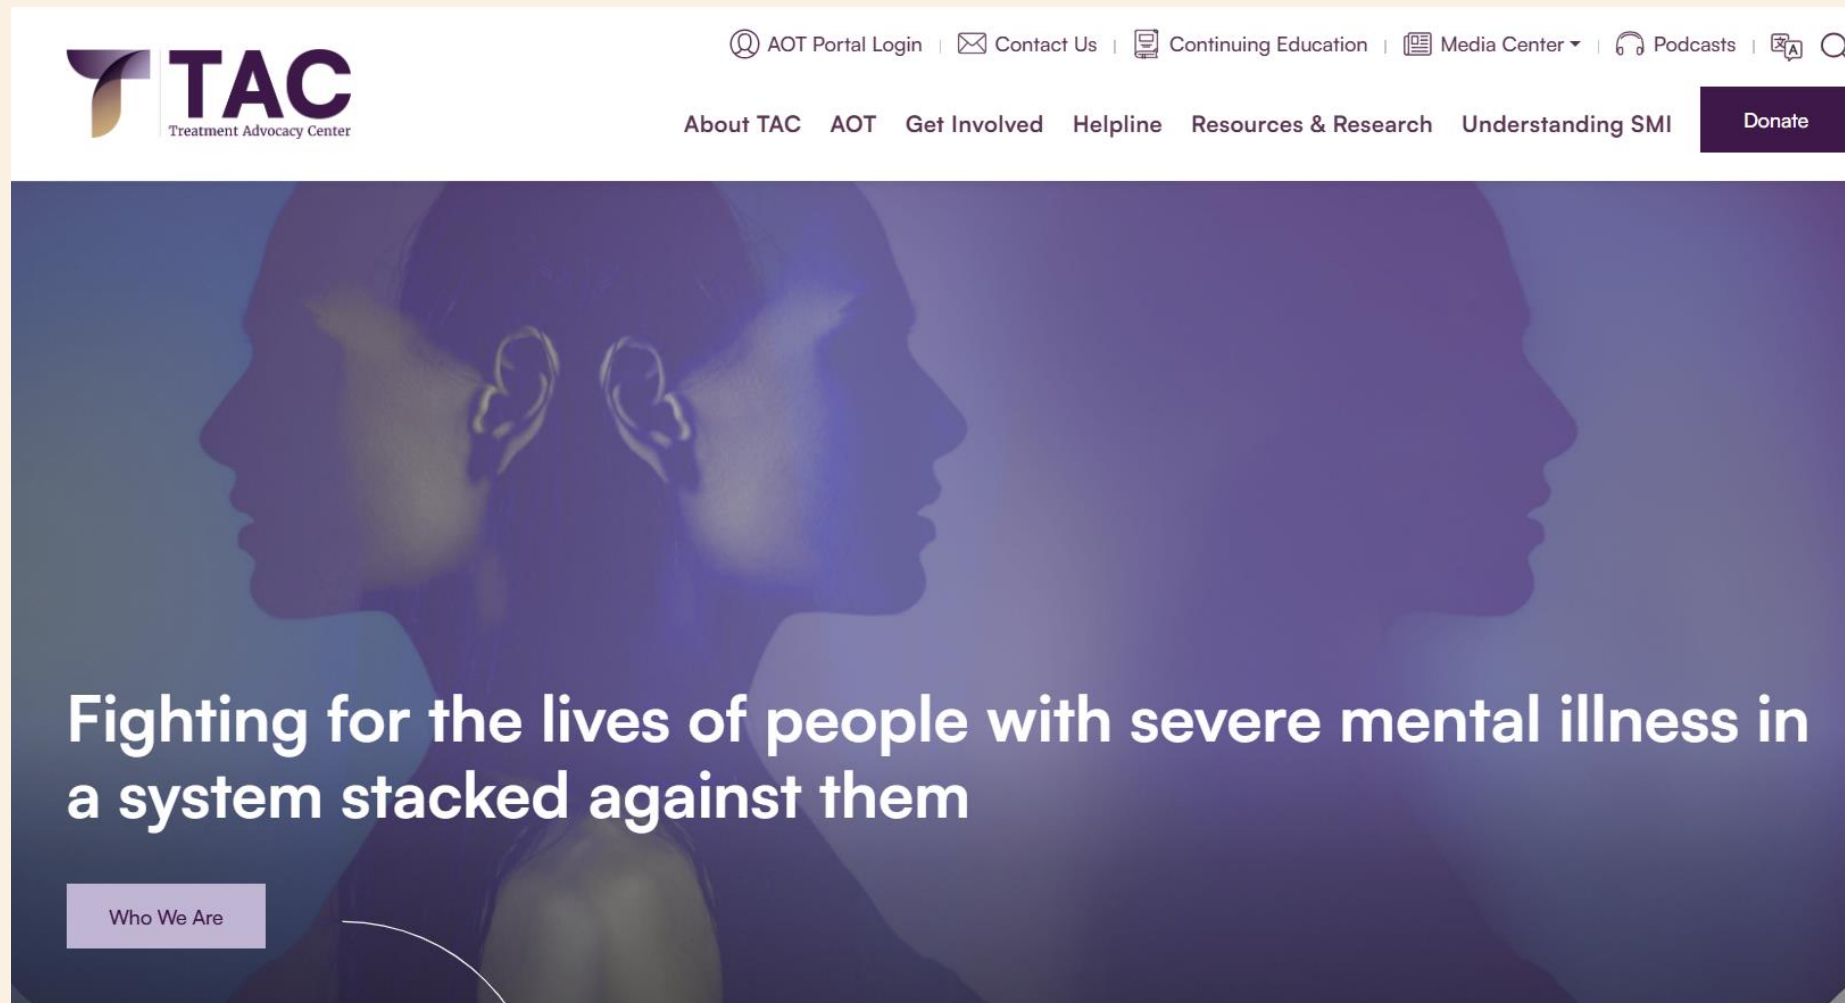 TAC
Treatment Advocacy Center
AOT Portal Login | Contact Us | Continuing Education | Media Center | Podcasts |
About TAC AOT Get Involved Helpline Resources & Research Understanding SMI Donate
Fighting for the lives of people with severe mental illness in
a system stacked against them
Who We Are